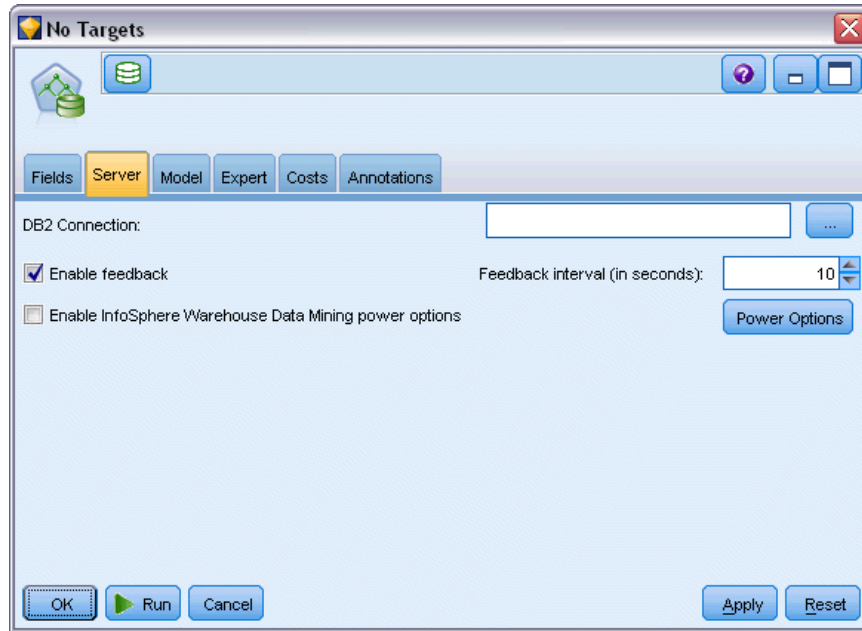 No Targets
Fields Server Model Expert Costs Annotations
DB2 Connection: ...
Enable feedback Feedback interval (in seconds): 10
Enable InfoSphere Warehouse Data Mining power options Power Options
OK Run Cancel Apply Reset